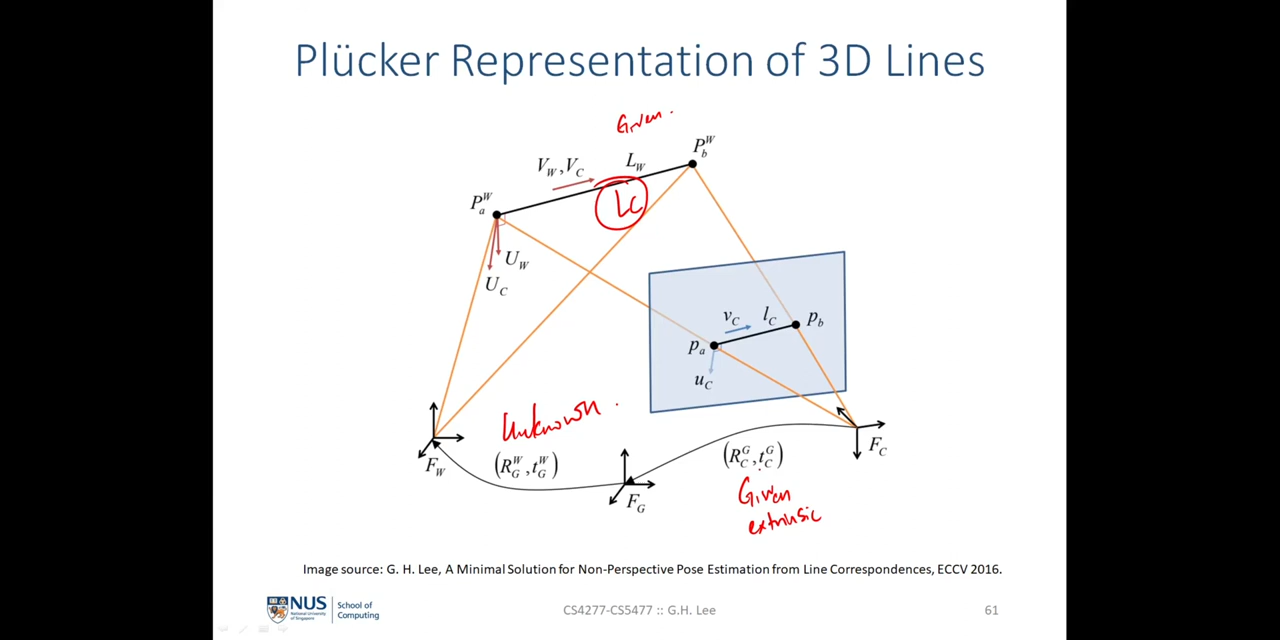 Plücker Representation of 3D Lines
Given
P_b^W
V_W, V_C
L_W
P_a^W
L_C
U_W
U_C
v_C
l_C
p_b
p_a
u_C
Unknown
F_C
(R_G^W, t_G^W)
(R_C^G, t_C^G)
F_W
F_G
Given
extrinsic
Image source: G. H. Lee, A Minimal Solution for Non-Perspective Pose Estimation from Line Correspondences, ECCV 2016.
NUS
National University
of Singapore
School of
Computing
CS4277-CS5477 :: G.H. Lee
61